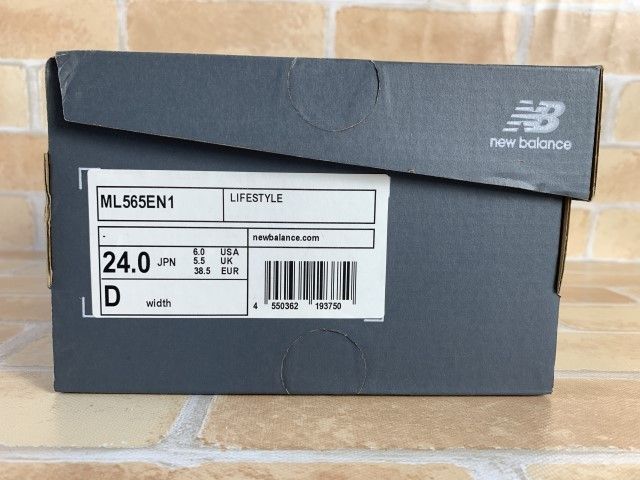 NB
new balance
ML565EN1
LIFESTYLE
-
newbalance.com
24.0 JPN
6.0 USA
5.5 UK
38.5 EUR
D width
4 550362 193750